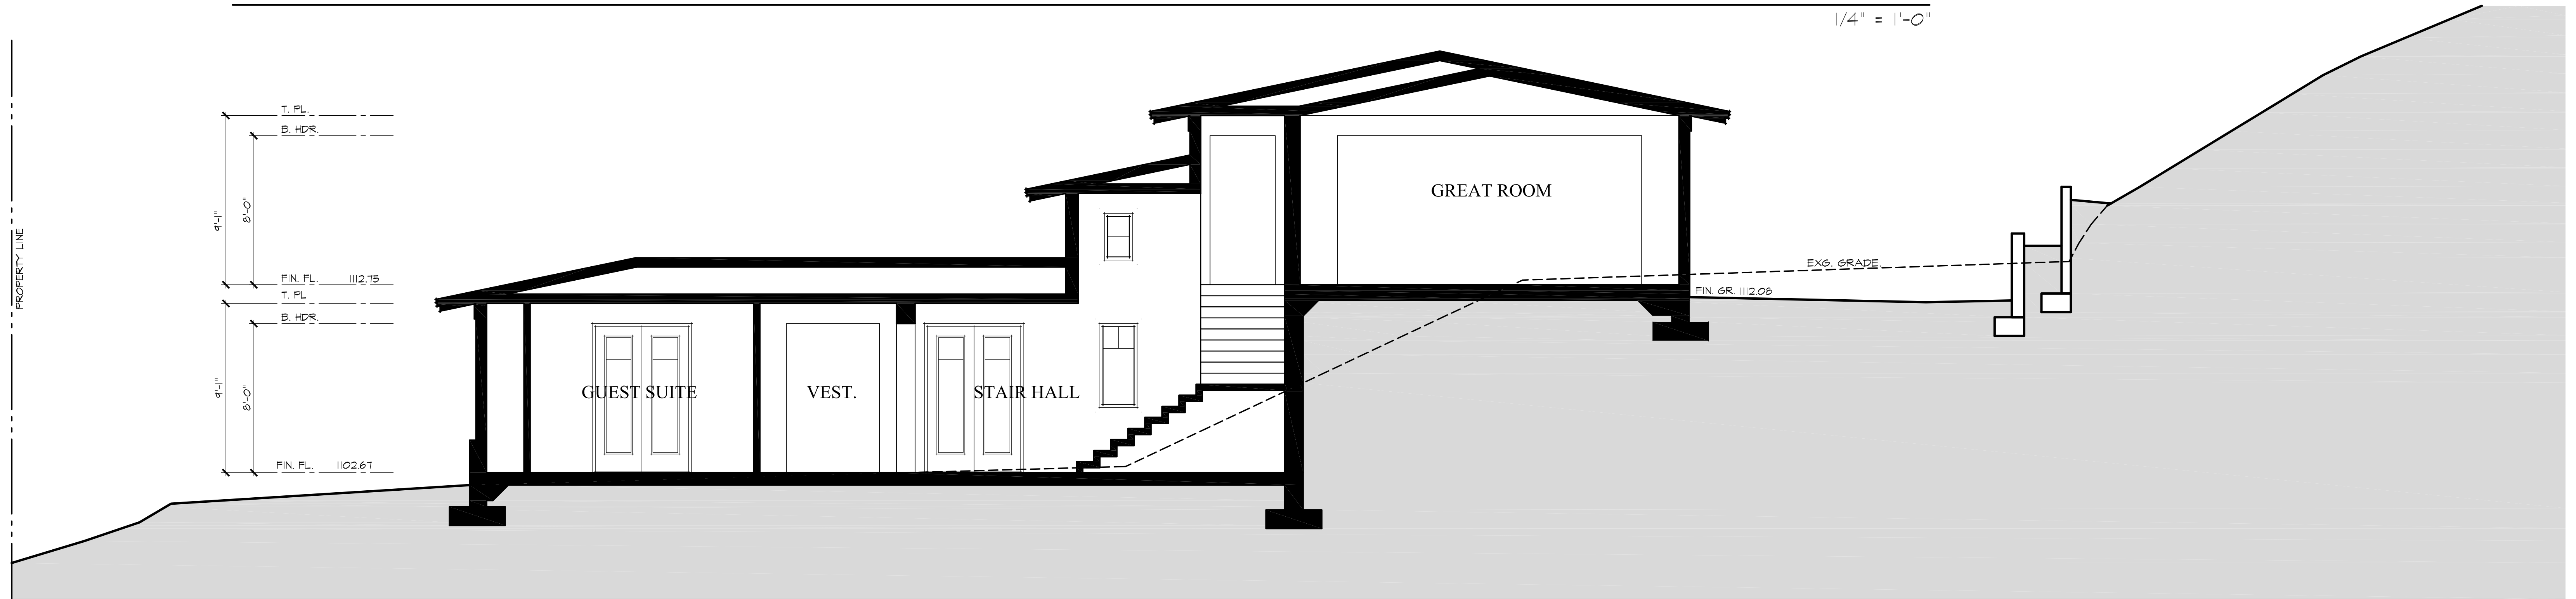 1/4" = 1'-0"
T. PL.
B. HDR.
9'-1"
8'-0"
GREAT ROOM
PROPERTY LINE
EXG. GRADE.
FIN. FL. 1112.75
FIN. GR. 1112.08
T. PL
B. HDR.
9'-1"
8'-0"
GUEST SUITE
VEST.
STAIR HALL
FIN. FL. 1102.67